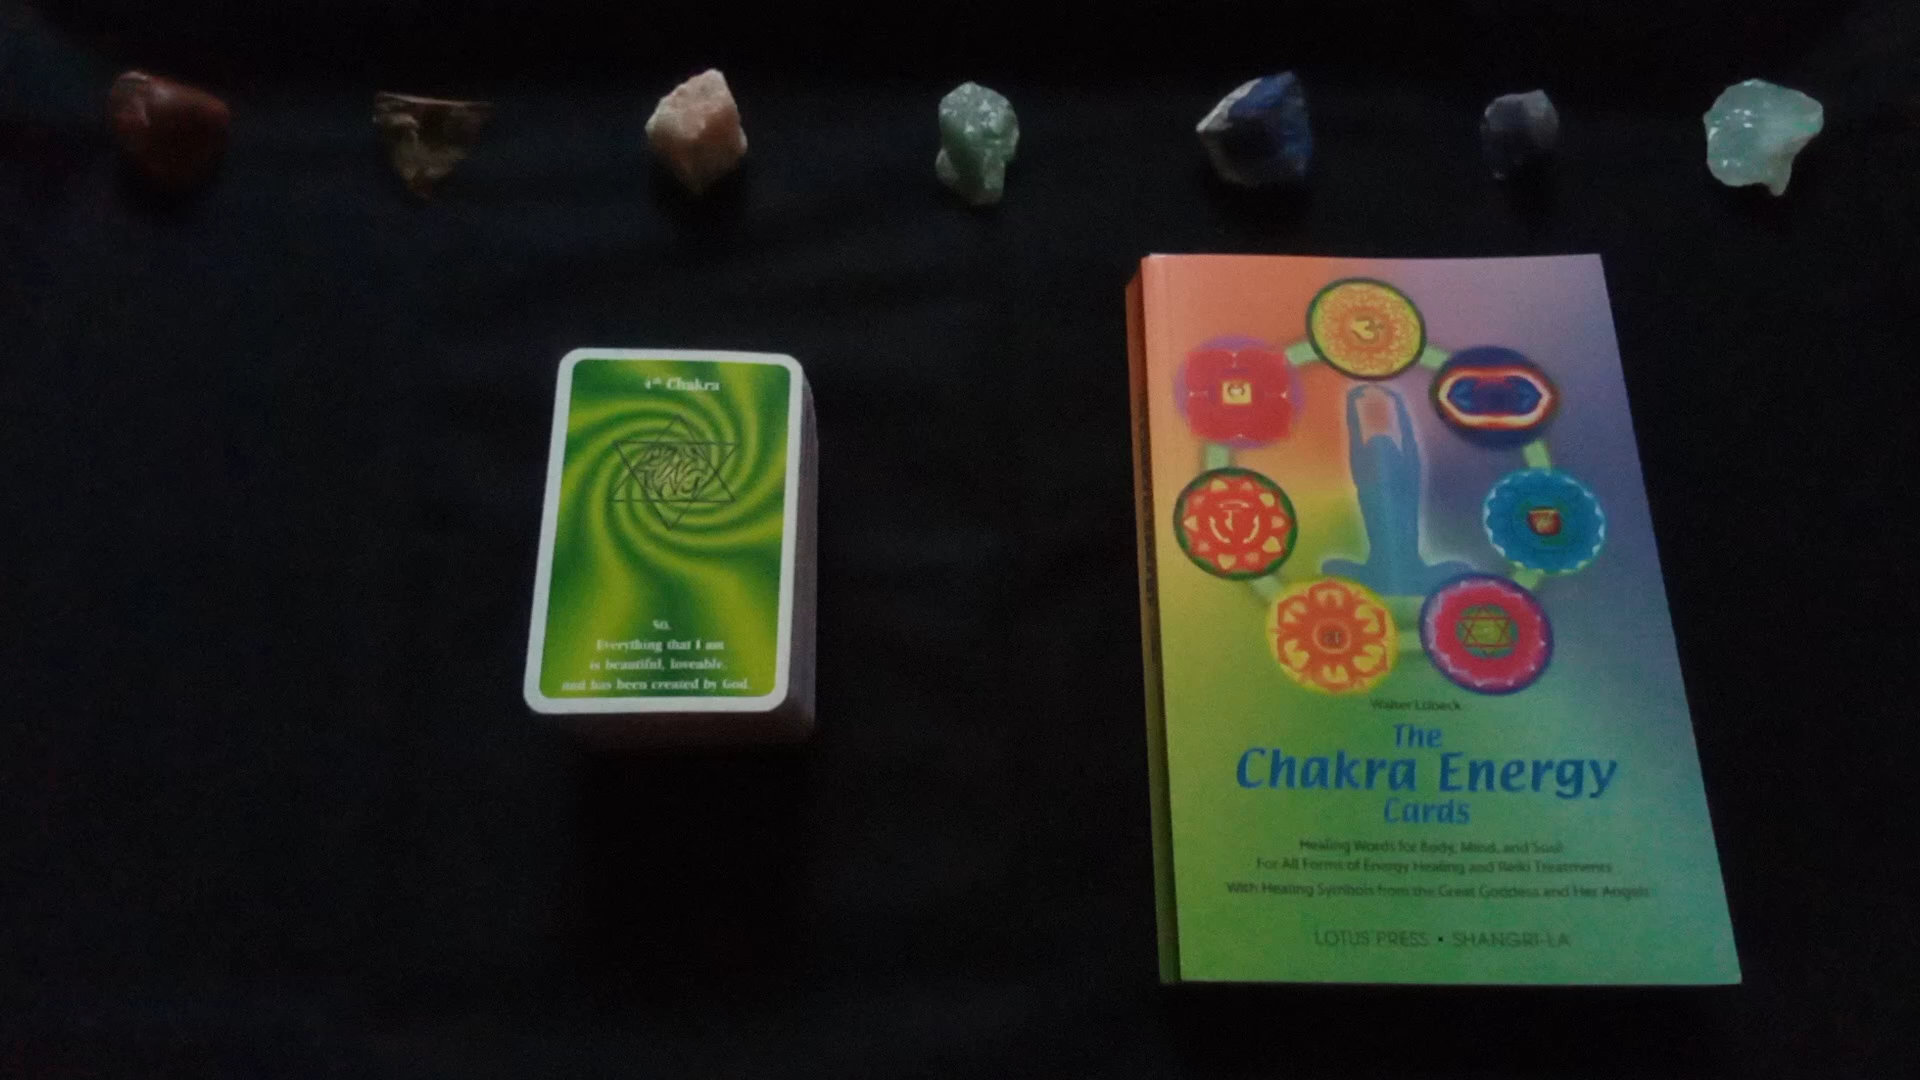 4th Chakra
50.
Everything that I am
is beautiful, loveable,
and has been created by God.
Walter Lübeck
The
Chakra Energy
Cards
Healing Words for Body, Mind, and Soul
For All Forms of Energy Healing and Reiki Treatments
With Healing Symbols from the Great Goddess and Her Angels
LOTUS PRESS • SHANGRI-LA